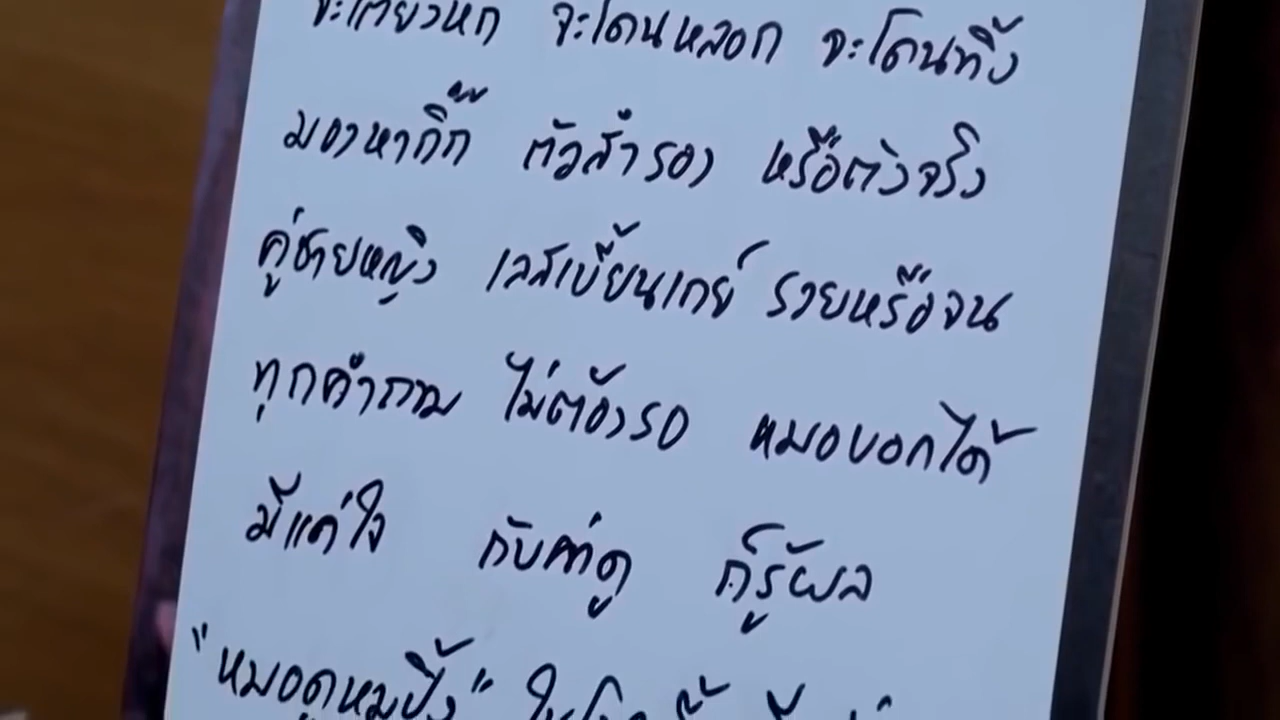 จะโดนหลอก จะโดนทิ้ง
มองหากิ๊ก ตัวสำรอง หรือตัวจริง
คู่ชายหญิง เลสเบี้ยนเกย์ รวยหรือจน
ทุกคำถาม ไม่ต้องรอ หมอบอกได้
มีแค่ใจ กับค่าดู ก็รู้ผล
"หมอดูหมูปิ้ง"